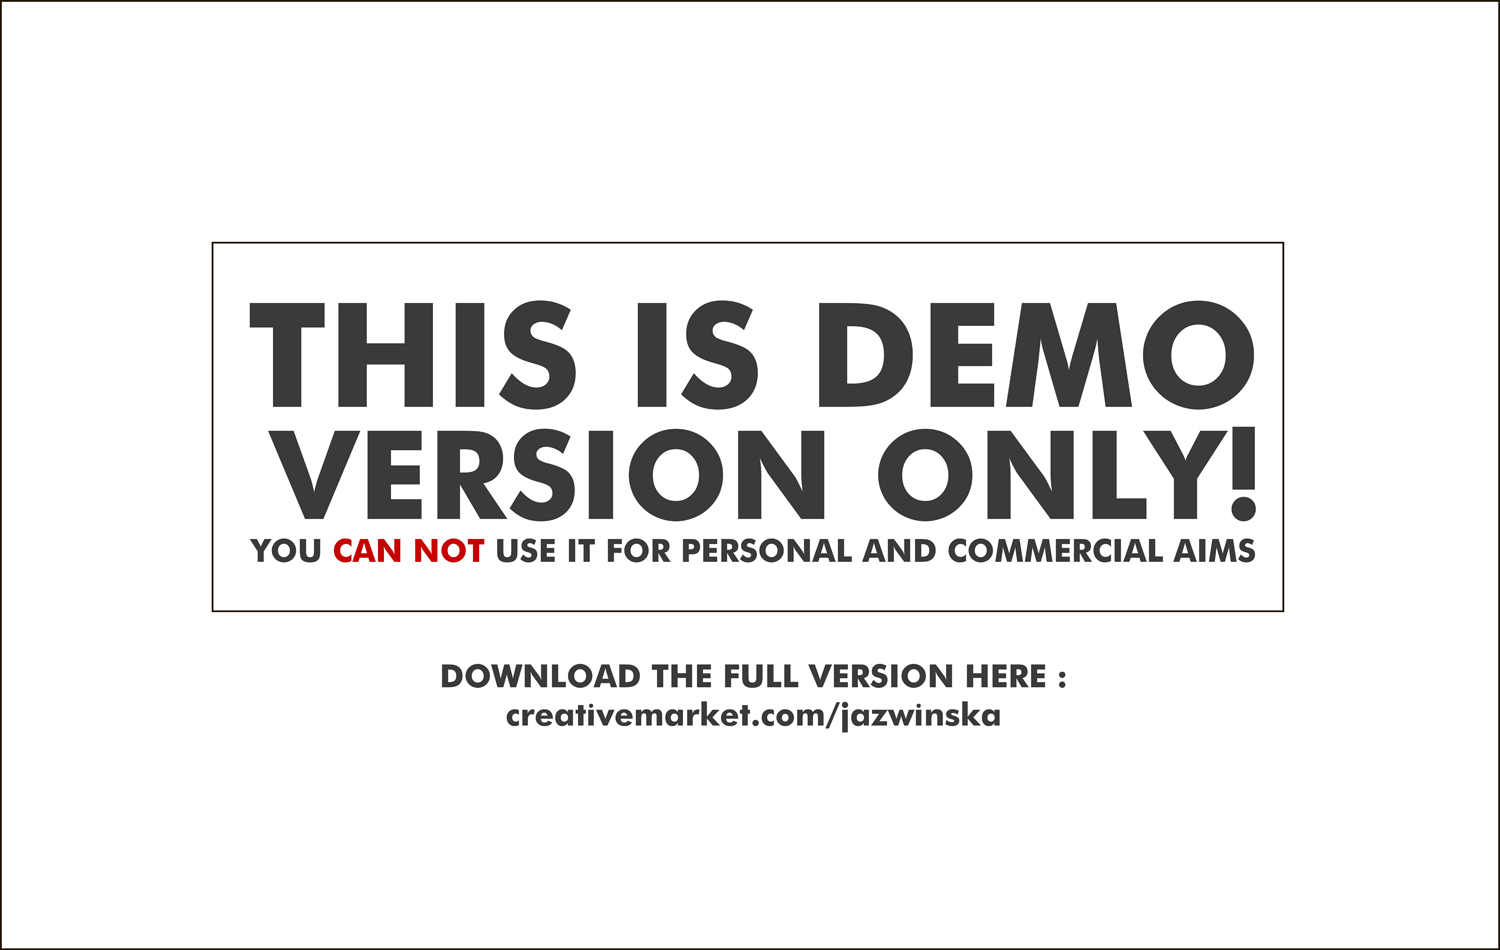 THIS IS DEMO
VERSION ONLY!
YOU CAN NOT USE IT FOR PERSONAL AND COMMERCIAL AIMS
DOWNLOAD THE FULL VERSION HERE :
creativemarket.com/jazwinska